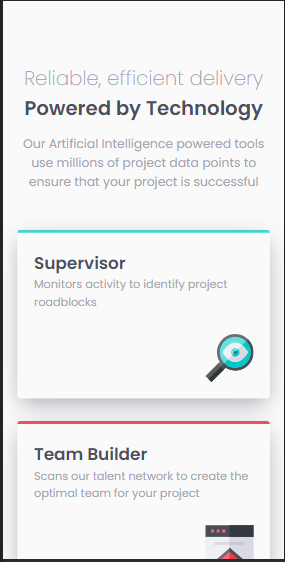 Reliable, efficient delivery
Powered by Technology
Our Artificial Intelligence powered tools
use millions of project data points to
ensure that your project is successful
Supervisor
Monitors activity to identify project
roadblocks
Team Builder
Scans our talent network to create the
optimal team for your project